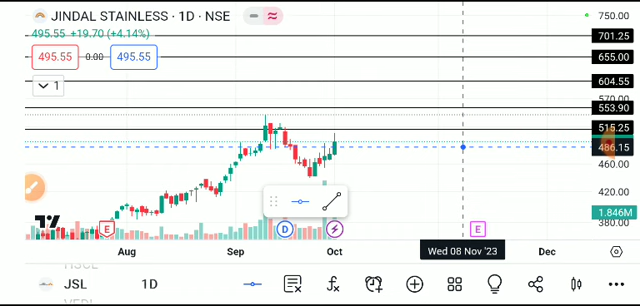 JINDAL STAINLESS · 1D · NSE
495.55 +19.70 (+4.14%)
495.55 0.00 495.55
1
750.00
701.25
655.00
604.55
570.00
553.90
515.25
486.15
460.00
420.00
1.846M
380.00
E D E
Aug Sep Oct Wed 08 Nov '23 Dec
JSL 1D